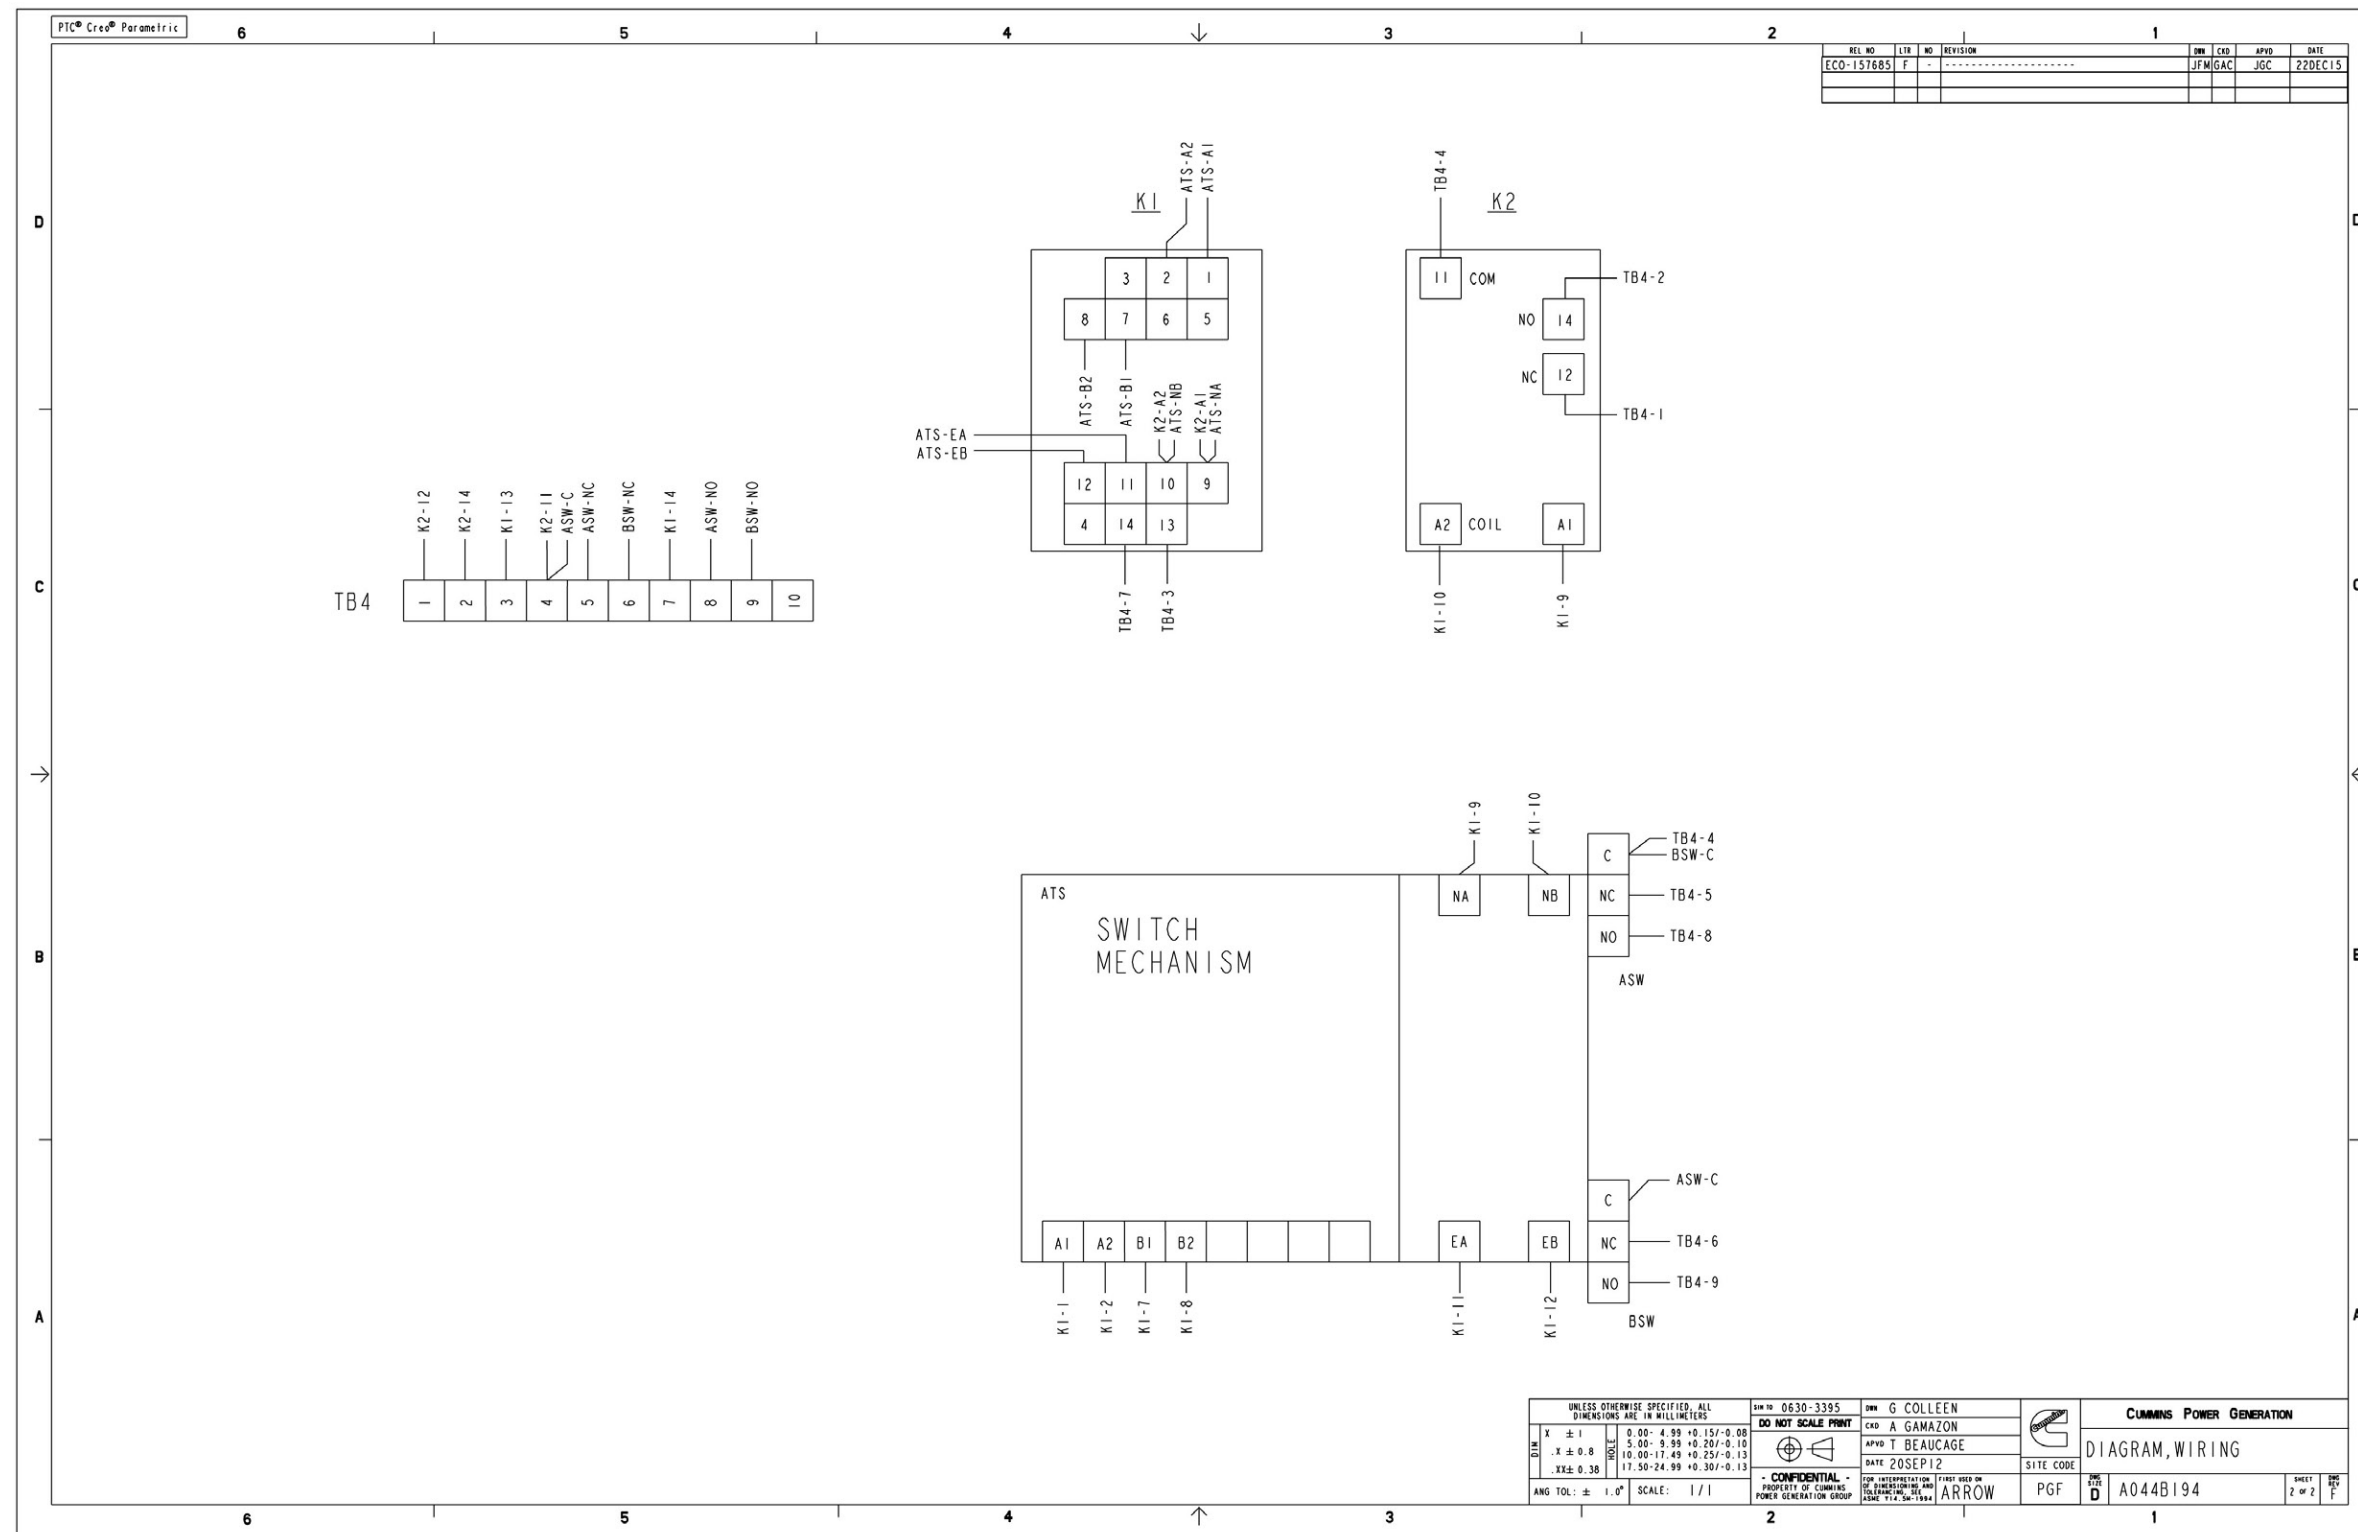 PTC® Creo® Parametric
6 5 4 3 2 1
REL NO LTR NO REVISION DWN CKD APVD DATE
ECO-157685 F - ------------------- JFM GAC JGC 22DEC15
D
D
K1
ATS-A2
ATS-A1
3 2 1
8 7 6 5
ATS-B2
ATS-B1
K2-A2
ATS-NB
K2-A1
ATS-NA
ATS-EA
ATS-EB
12 11 10 9
4 14 13
TB4-7
TB4-3
K2
TB4-4
11 COM
TB4-2
NO 14
NC 12
TB4-1
A2 COIL A1
K1-10
K1-9
K2-12
K2-14
K1-13
K2-11
ASW-C
ASW-NC
BSW-NC
K1-14
ASW-NO
BSW-NO
C
C
TB4 1 2 3 4 5 6 7 8 9 10
K1-9
K1-10
ATS
SWITCH
MECHANISM
NA NB
C
TB4-4
BSW-C
NC TB4-5
NO TB4-8
ASW
B
B
C ASW-C
A1 A2 B1 B2 EA EB
NC TB4-6
NO TB4-9
BSW
K1-1
K1-2
K1-7
K1-8
K1-11
K1-12
A
A
UNLESS OTHERWISE SPECIFIED, ALL
DIMENSIONS ARE IN MILLIMETERS
DIM
X ± 1
.X ± 0.8
.XX± 0.38
HOLE
0.00- 4.99 +0.15/-0.08
5.00- 9.99 +0.20/-0.10
10.00-17.49 +0.25/-0.13
17.50-24.99 +0.30/-0.13
ANG TOL: ± 1.0° SCALE: 1/1
SIM TO 0630-3395
DO NOT SCALE PRINT
- CONFIDENTIAL -
PROPERTY OF CUMMINS
POWER GENERATION GROUP
DWN G COLLEEN
CKD A GAMAZON
APVD T BEAUCAGE
DATE 20SEP12
FOR INTERPRETATION
OF DIMENSIONING AND
TOLERANCING, SEE
ASME Y14.5M-1994
FIRST USED ON
ARROW
Cummins
SITE CODE
PGF
CUMMINS POWER GENERATION
DIAGRAM,WIRING
DWG SIZE
D
A044B194
SHEET
2 OF 2
DWG REV
F
6 5 4 3 2 1